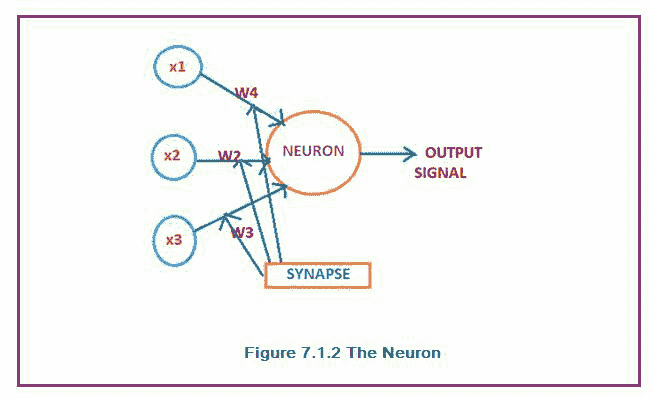 x1
W4
x2
W2
NEURON
OUTPUT
SIGNAL
x3
W3
SYNAPSE
Figure 7.1.2 The Neuron